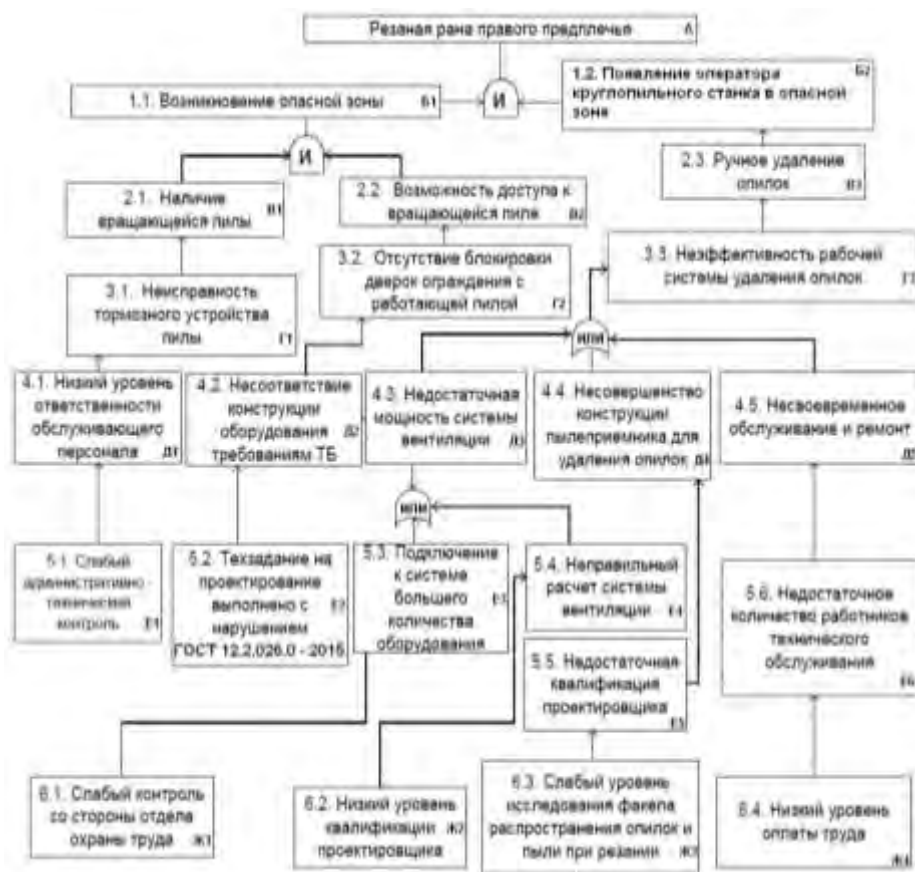 Резаная рана правого предплечья А
1.1. Возникновение опасной зоны Б1
И
1.2. Появление оператора Б2
круглопильного станка в опасной
зоне
И
2.1. Наличие
вращающейся пилы В1
2.2. Возможность доступа к
вращающейся пиле В2
2.3. Ручное удаление
опилок В3
3.1. Неисправность
тормозного устройства
пилы Г1
3.2. Отсутствие блокировки
дверок ограждения с
работающей пилой Г2
3.3. Неэффективность рабочей
системы удаления опилок Г3
ИЛИ
4.1. Низкий уровень
ответственности
обслуживающего
персонала Д1
4.2. Несоответствие
конструкции
оборудования Д2
требованиям ТБ
4.3. Недостаточная
мощность системы
вентиляции Д3
4.4. Несовершенство
конструкции
пылеприемника для
удаления опилок Д4
4.5. Несвоевременное
обслуживание и ремонт
Д5
ИЛИ
5.1. Слабый
административно
технический
контроль Е1
5.2. Техзадание на
проектирование
выполнено с Е2
нарушением
ГОСТ 12.2.026.0 - 2015
5.3. Подключение
к системе
большего Е3
количества
оборудования
5.4. Неправильный
расчет системы
вентиляции Е4
5.5. Недостаточная
квалификация
проектировщика
Е5
5.6. Недостаточное
количество работников
технического
обслуживания
Е6
6.1. Слабый контроль
со стороны отдела
охраны труда Ж1
6.2. Низкий уровень
квалификации Ж2
проектировщика
6.3. Слабый уровень
исследования факела
распространения опилок и
пыли при резании Ж3
6.4. Низкий уровень
оплаты труда
Ж4